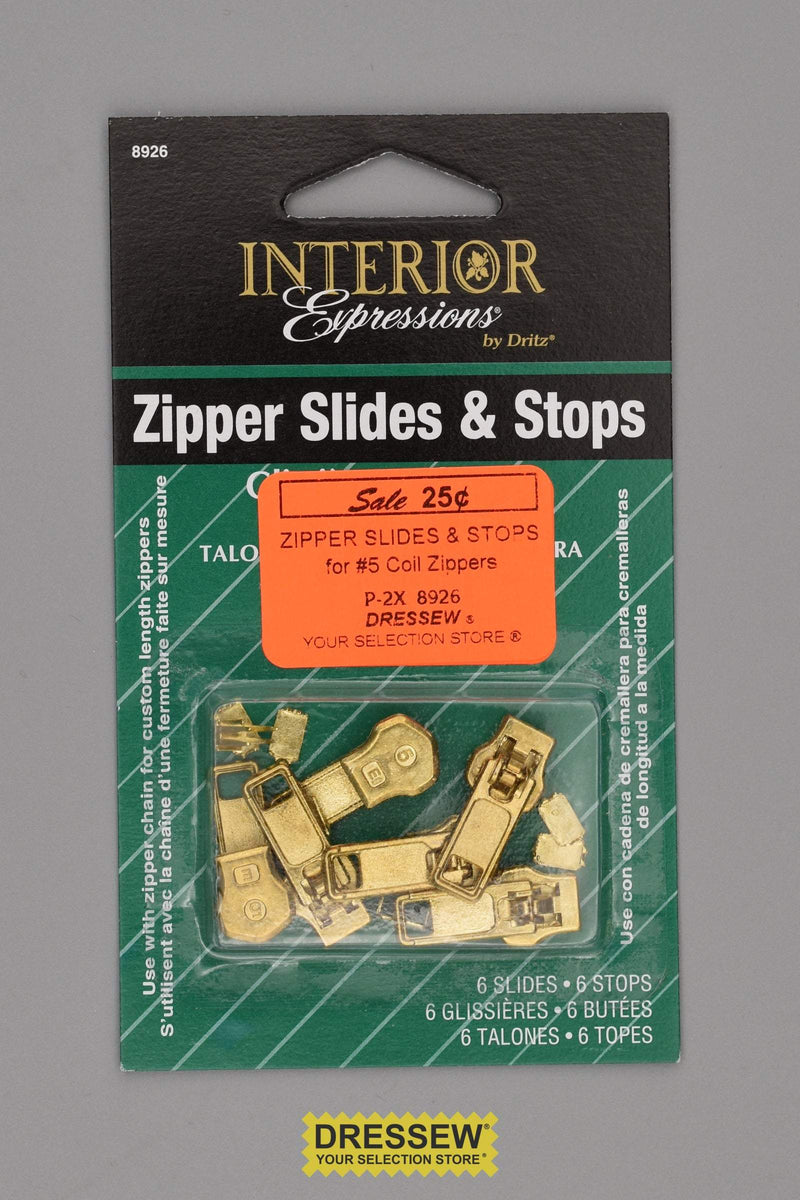 8926
INTERIOR
Expressions®
by Dritz®
Zipper Slides & Stops
TALO
RA
Sale 25¢
ZIPPER SLIDES & STOPS
for #5 Coil Zippers
P-2X 8926
DRESSEW ®
YOUR SELECTION STORE ®
Use with zipper chain for custom length zippers
S'utilisent avec la chaîne d'une fermeture faite sur mesure
Use con cadena de cremallera para cremalleras
de longitud a la medida
5
E
E
5
6 SLIDES • 6 STOPS
6 GLISSIÈRES • 6 BUTÉES
6 TALONES • 6 TOPES
DRESSEW®
YOUR SELECTION STORE®